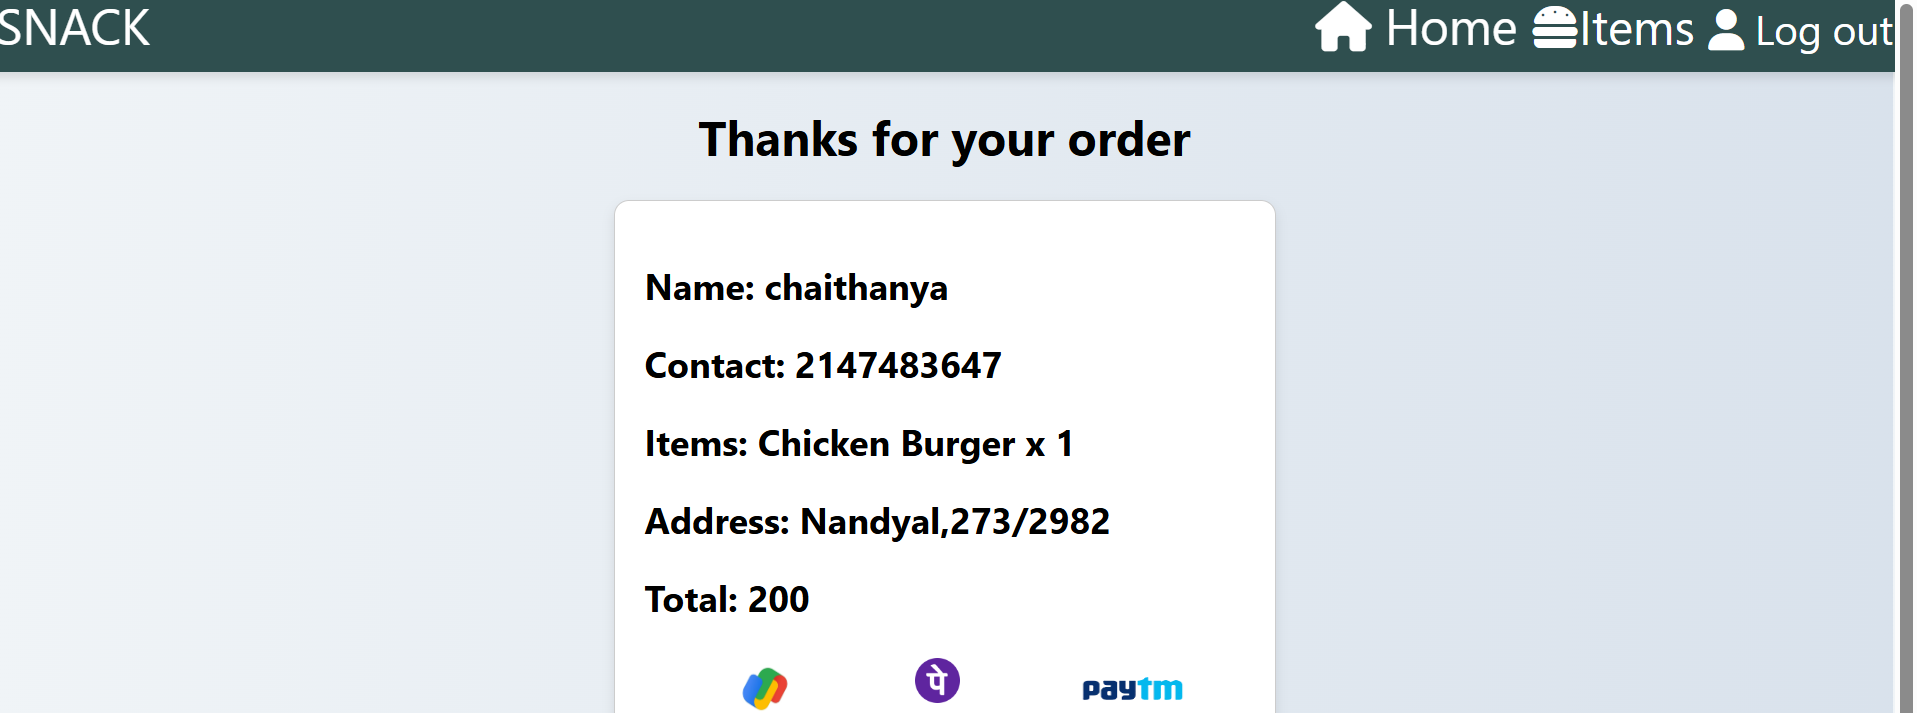 SNACK
Home Items Log out
Thanks for your order
Name: chaithanya
Contact: 2147483647
Items: Chicken Burger x 1
Address: Nandyal,273/2982
Total: 200
पे paytm